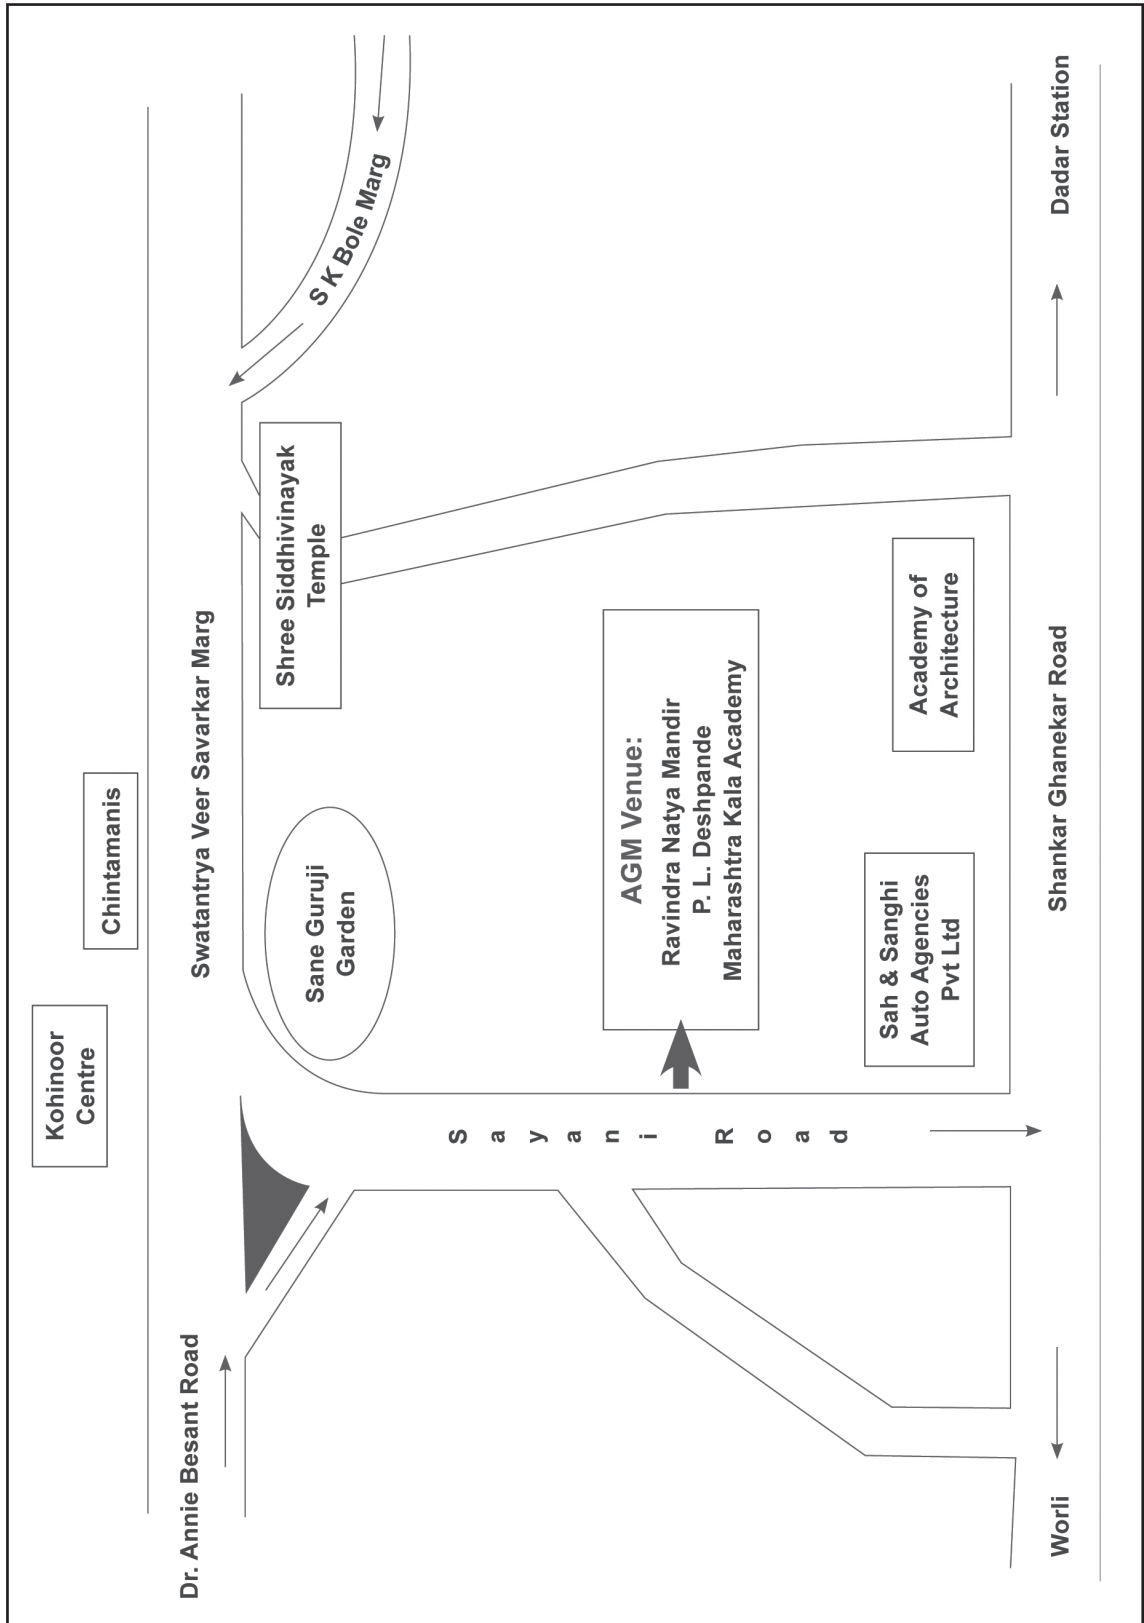 Kohinoor
Centre
Chintamanis
Dr. Annie Besant Road
Swatantrya Veer Savarkar Marg
S K Bole Marg
Shree Siddhivinayak
Temple
Sane Guruji
Garden
Sayani Road
AGM Venue:
Ravindra Natya Mandir
P. L. Deshpande
Maharashtra Kala Academy
Sah & Sanghi
Auto Agencies
Pvt Ltd
Academy of
Architecture
Worli
Shankar Ghanekar Road
Dadar Station